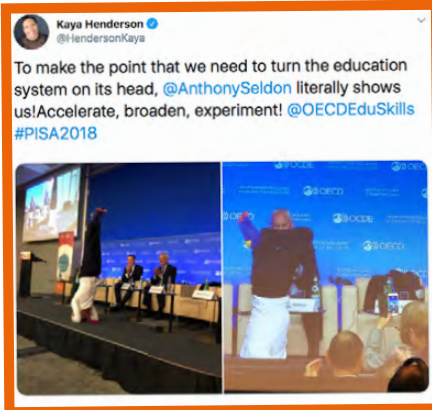 Kaya Henderson
@HendersonKaya
To make the point that we need to turn the education
system on its head, @AnthonySeldon literally shows
us!Accelerate, broaden, experiment! @OECDEduSkills
#PISA2018
OECD
OCDE
OECD